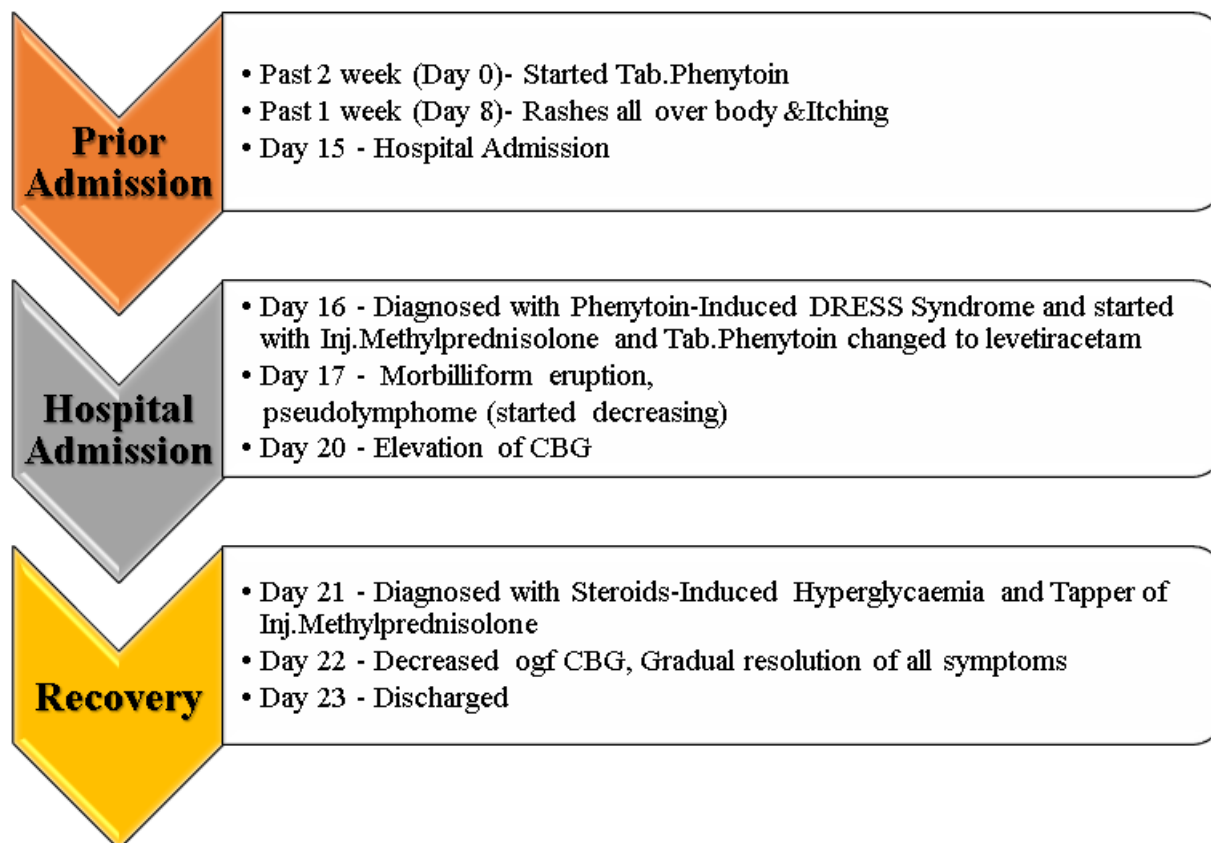 Prior
Admission
• Past 2 week (Day 0)- Started Tab.Phenytoin
• Past 1 week (Day 8)- Rashes all over body &Itching
• Day 15 - Hospital Admission
Hospital
Admission
• Day 16 - Diagnosed with Phenytoin-Induced DRESS Syndrome and started
with Inj.Methylprednisolone and Tab.Phenytoin changed to levetiracetam
• Day 17 - Morbilliform eruption,
pseudolymphome (started decreasing)
• Day 20 - Elevation of CBG
Recovery
• Day 21 - Diagnosed with Steroids-Induced Hyperglycaemia and Tapper of
Inj.Methylprednisolone
• Day 22 - Decreased ogf CBG, Gradual resolution of all symptoms
• Day 23 - Discharged